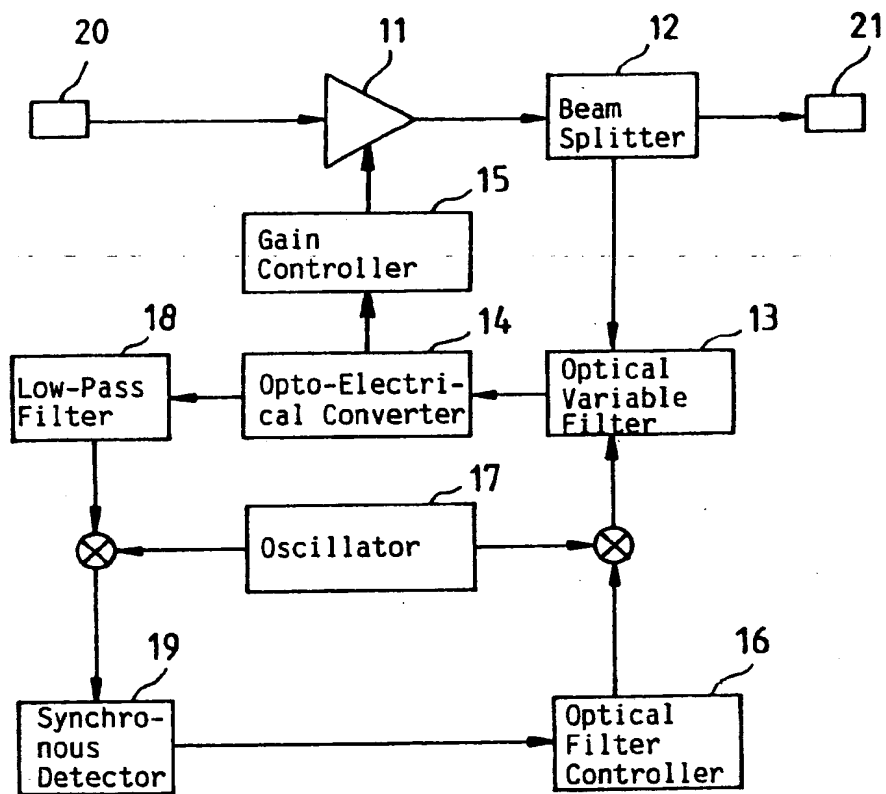 20
11
12
21
Beam
Splitter
15
Gain
Controller
18
14
13
Low-Pass
Filter
Opto-Electri-
cal Converter
Optical
Variable
Filter
17
Oscillator
19
16
Synchro-
nous
Detector
Optical
Filter
Controller